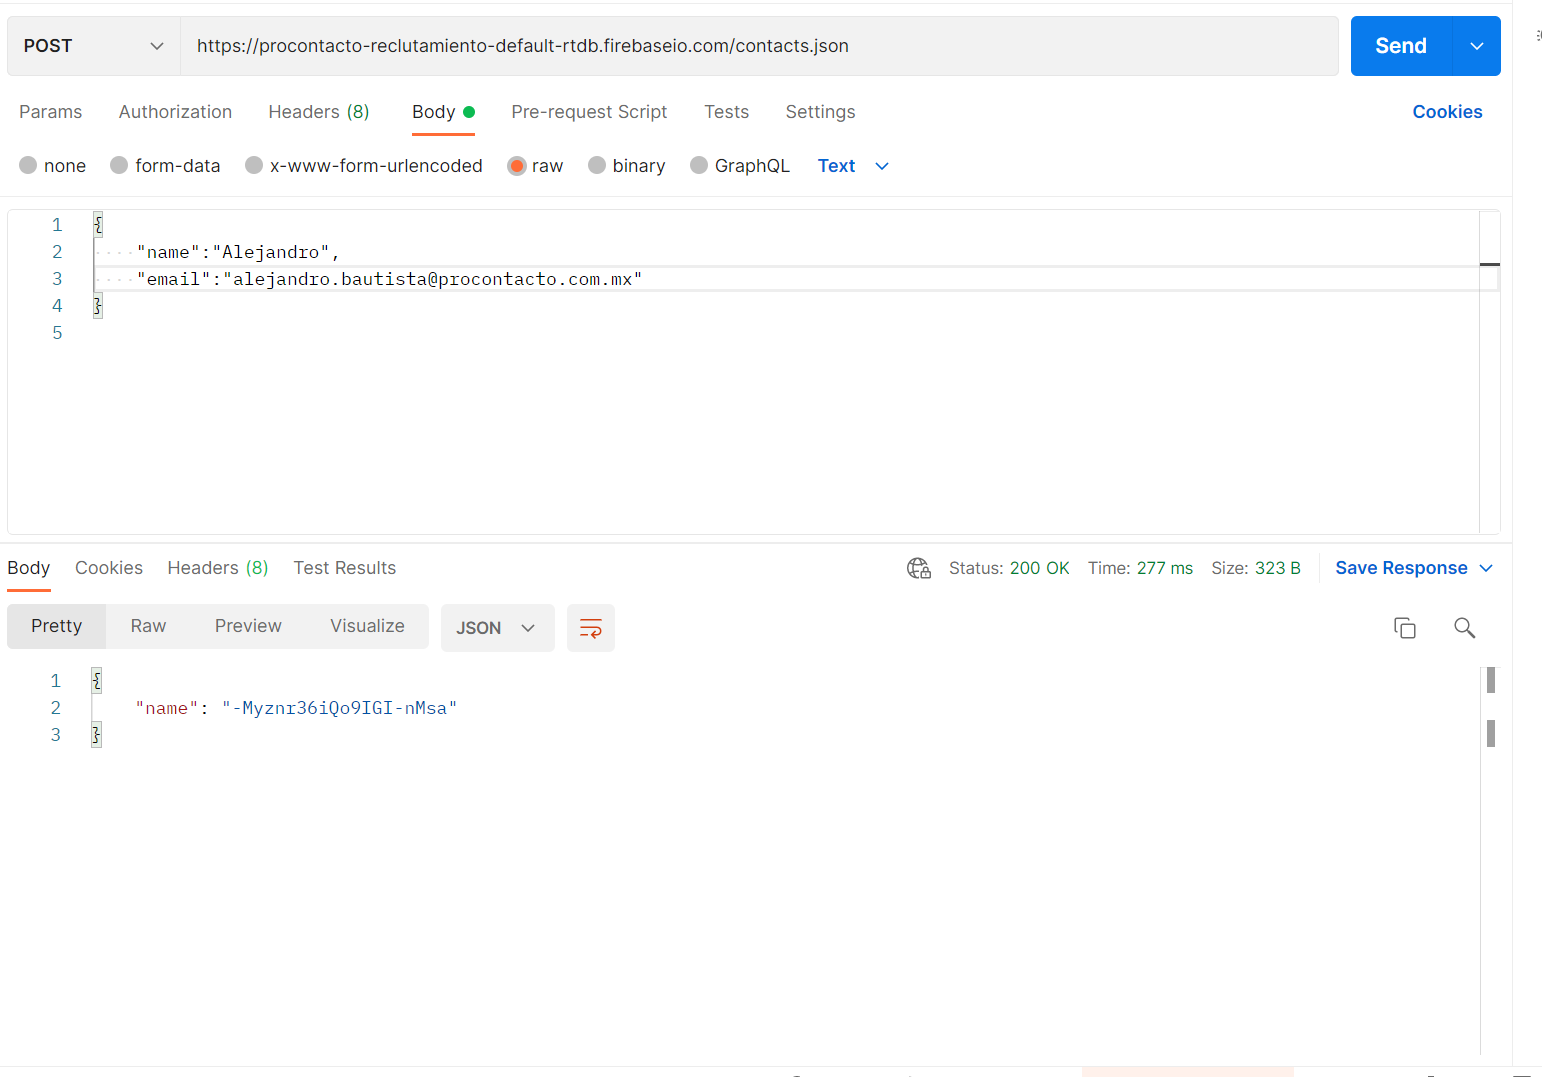 POST https://procontacto-reclutamiento-default-rtdb.firebaseio.com/contacts.json Send
Params Authorization Headers (8) Body Pre-request Script Tests Settings Cookies
none form-data x-www-form-urlencoded raw binary GraphQL Text
1 {
2 "name":"Alejandro",
3 "email":"alejandro.bautista@procontacto.com.mx"
4 }
5
Body Cookies Headers (8) Test Results Status: 200 OK Time: 277 ms Size: 323 B Save Response
Pretty Raw Preview Visualize JSON
1 {
2 "name": "-Myznr36iQo9IGI-nMsa"
3 }